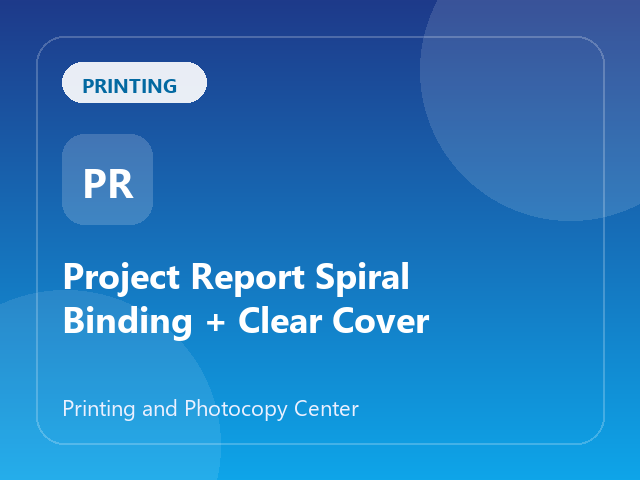 PRINTING
PR
Project Report Spiral
Binding + Clear Cover
Printing and Photocopy Center